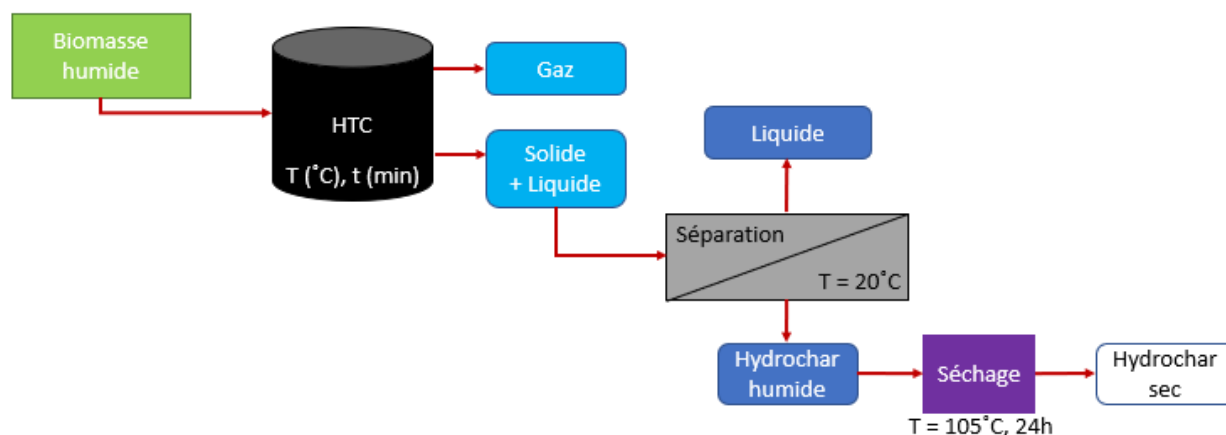 Biomasse
humide
HTC
T (˚C), t (min)
Gaz
Solide
+ Liquide
Liquide
Séparation
T = 20˚C
Hydrochar
humide
Séchage
T = 105˚C, 24h
Hydrochar
sec